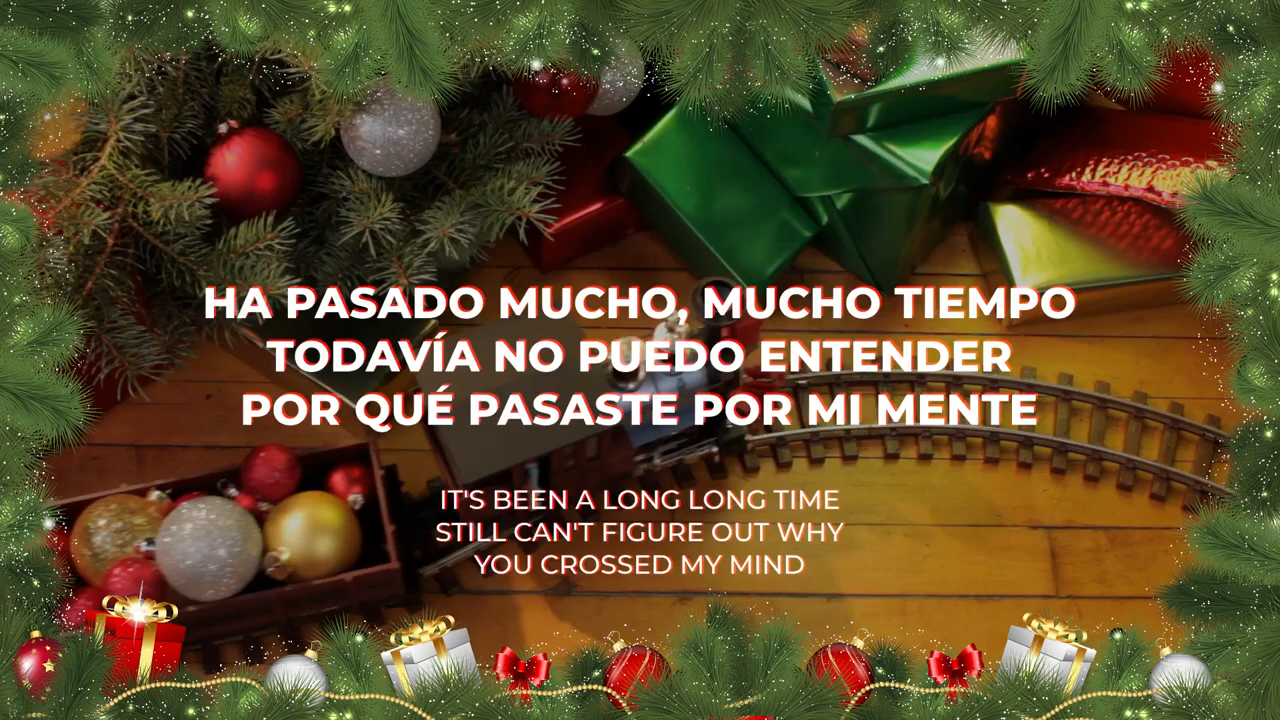 HA PASADO MUCHO, MUCHO TIEMPO
TODAVÍA NO PUEDO ENTENDER
POR QUÉ PASASTE POR MI MENTE
IT'S BEEN A LONG LONG TIME
STILL CAN'T FIGURE OUT WHY
YOU CROSSED MY MIND